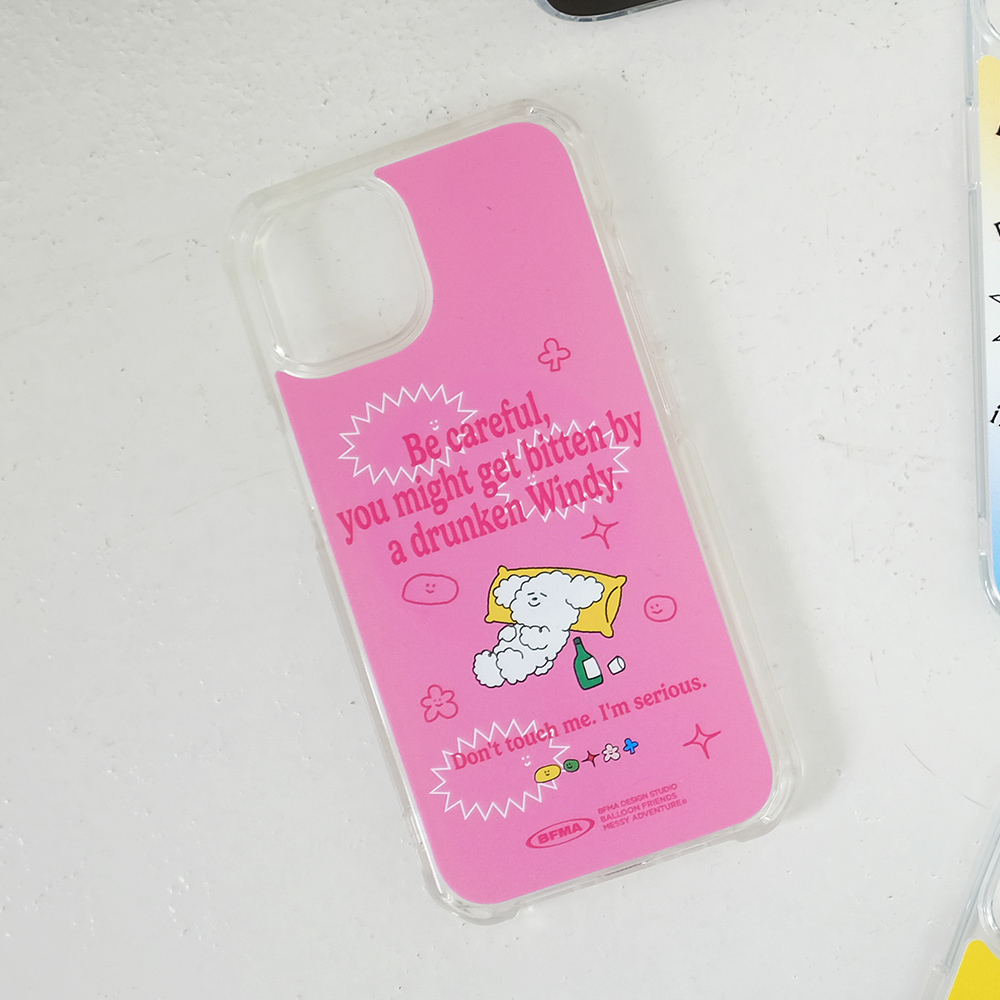 Be careful,
you might get bitten by
a drunken Windy.
Don't touch me. I'm serious.
BFMA
BFMA DESIGN STUDIO
BALLOON FRIENDS
MESSY ADVENTURE®